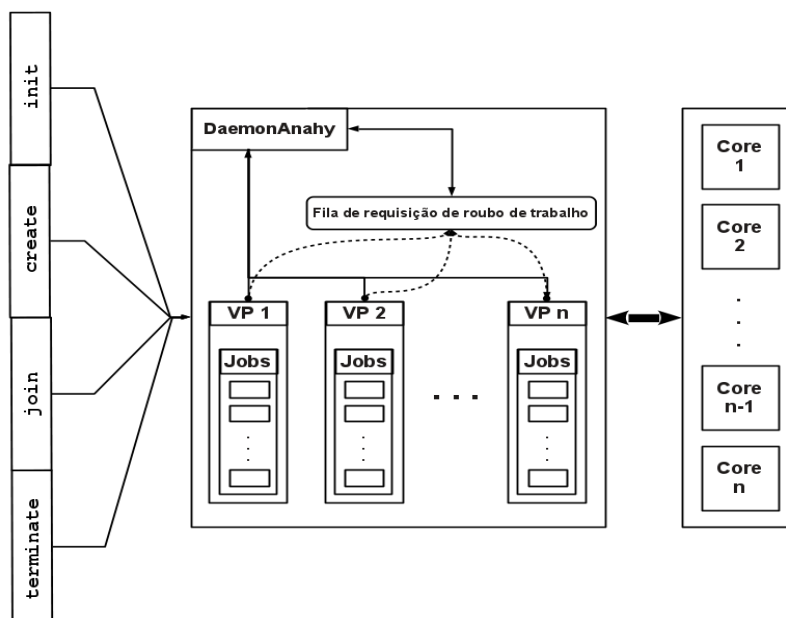 init
create
join
terminate
DaemonAnahy
Fila de requisição de roubo de trabalho
VP 1
VP 2
VP n
Jobs
Jobs
Jobs
Core
1
Core
2
Core
n-1
Core
n